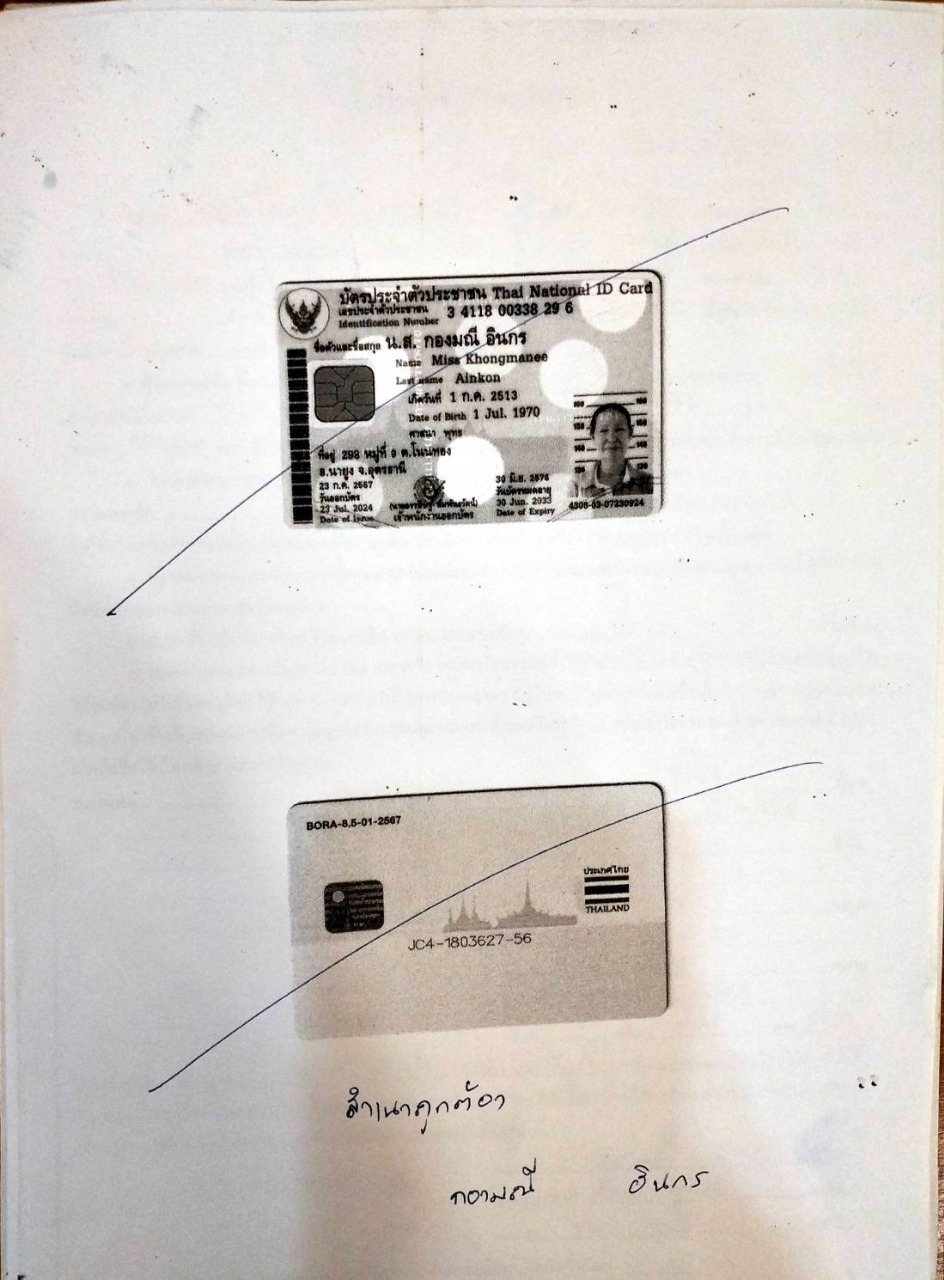 บัตรประจำตัวประชาชน Thai National ID Card
เลขประจำตัวประชาชน 3 4118 00338 29 6
Identification Number
ชื่อตัวและชื่อสกุล น.ส. กองมณี อินกร
Name Miss Khongmanee
Last name Ainkon
เกิดวันที่ 1 ก.ค. 2513
Date of Birth 1 Jul. 1970
ศาสนา พุทธ
ที่อยู่ 298 หมู่ที่ 9 ต.โนนทอง
อ.นายูง จ.อุดรธานี
23 ก.ค. 2567
วันออกบัตร
23 Jul. 2024
Date of Issue
เจ้าพนักงานออกบัตร
30 มิ.ย. 2576
วันบัตรหมดอายุ
30 Jun. 2033
Date of Expiry
4306-03-07230924
BORA-8.5-01-2567
ประเทศไทย
THAILAND
JC4-1803627-56
สำเนาถูกต้อง
กองมณี อินกร